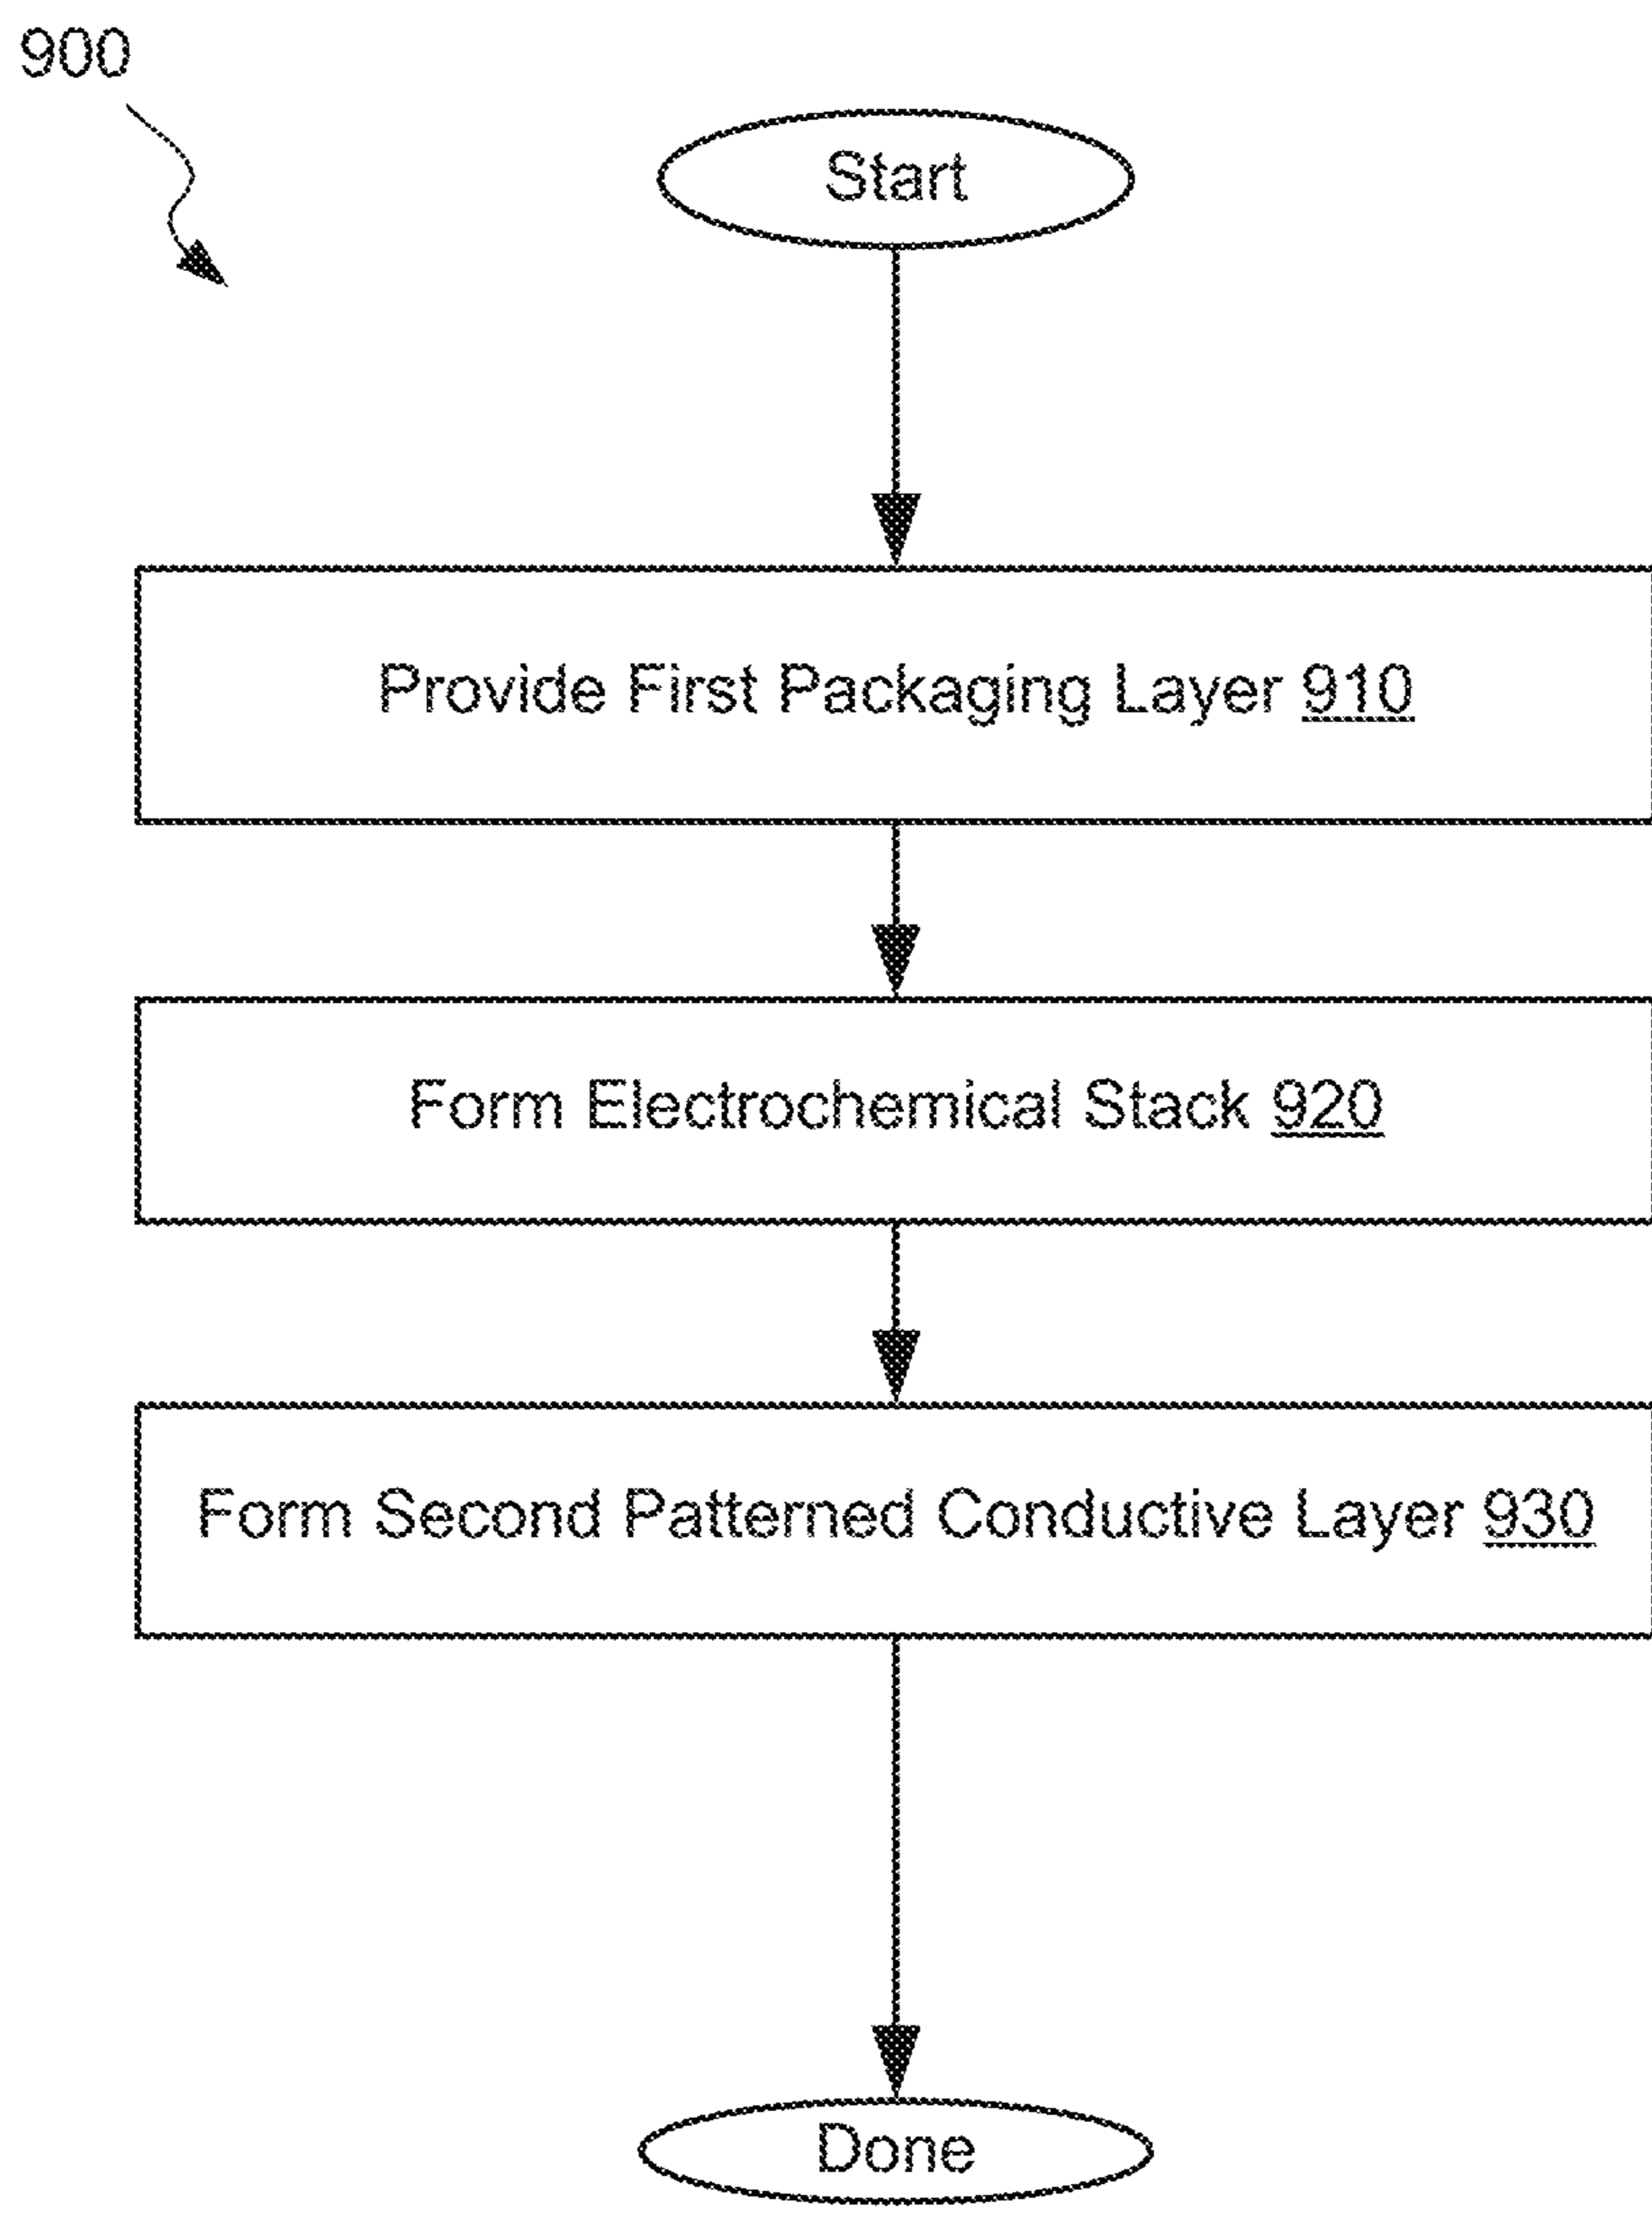 900
Start
Provide First Packaging Layer 910
Form Electrochemical Stack 920
Form Second Patterned Conductive Layer 930
Done